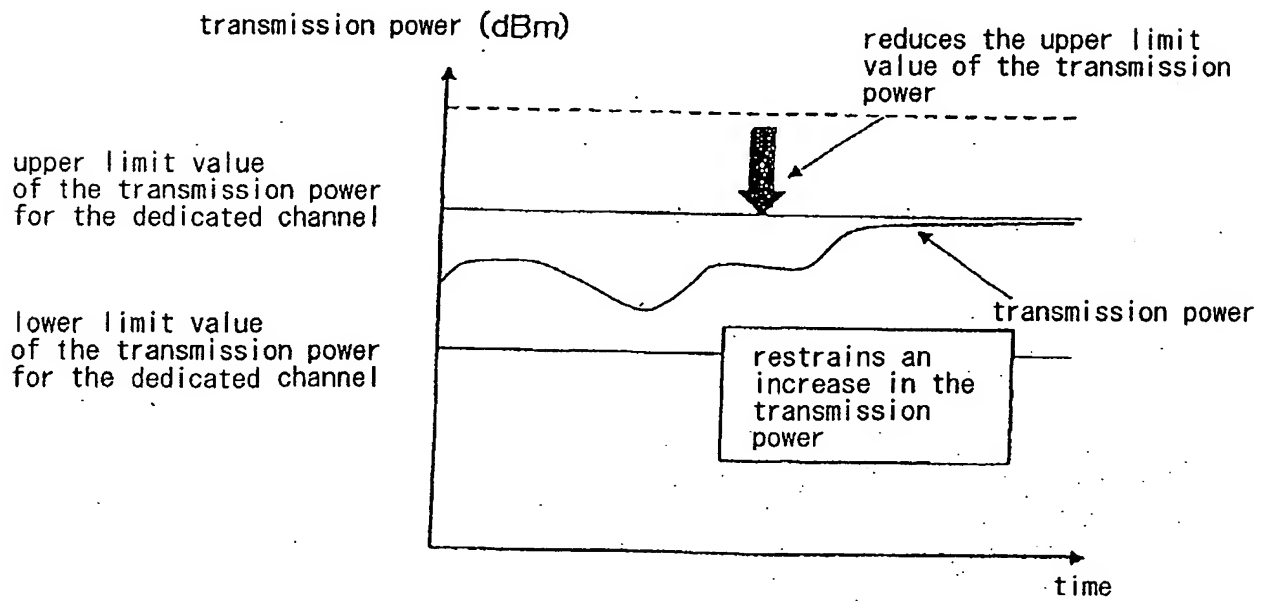 transmission power (dBm)
reduces the upper limit
value of the transmission
power
upper limit value
of the transmission power
for the dedicated channel
transmission power
lower limit value
of the transmission power
for the dedicated channel
restrains an
increase in the
transmission
power
time